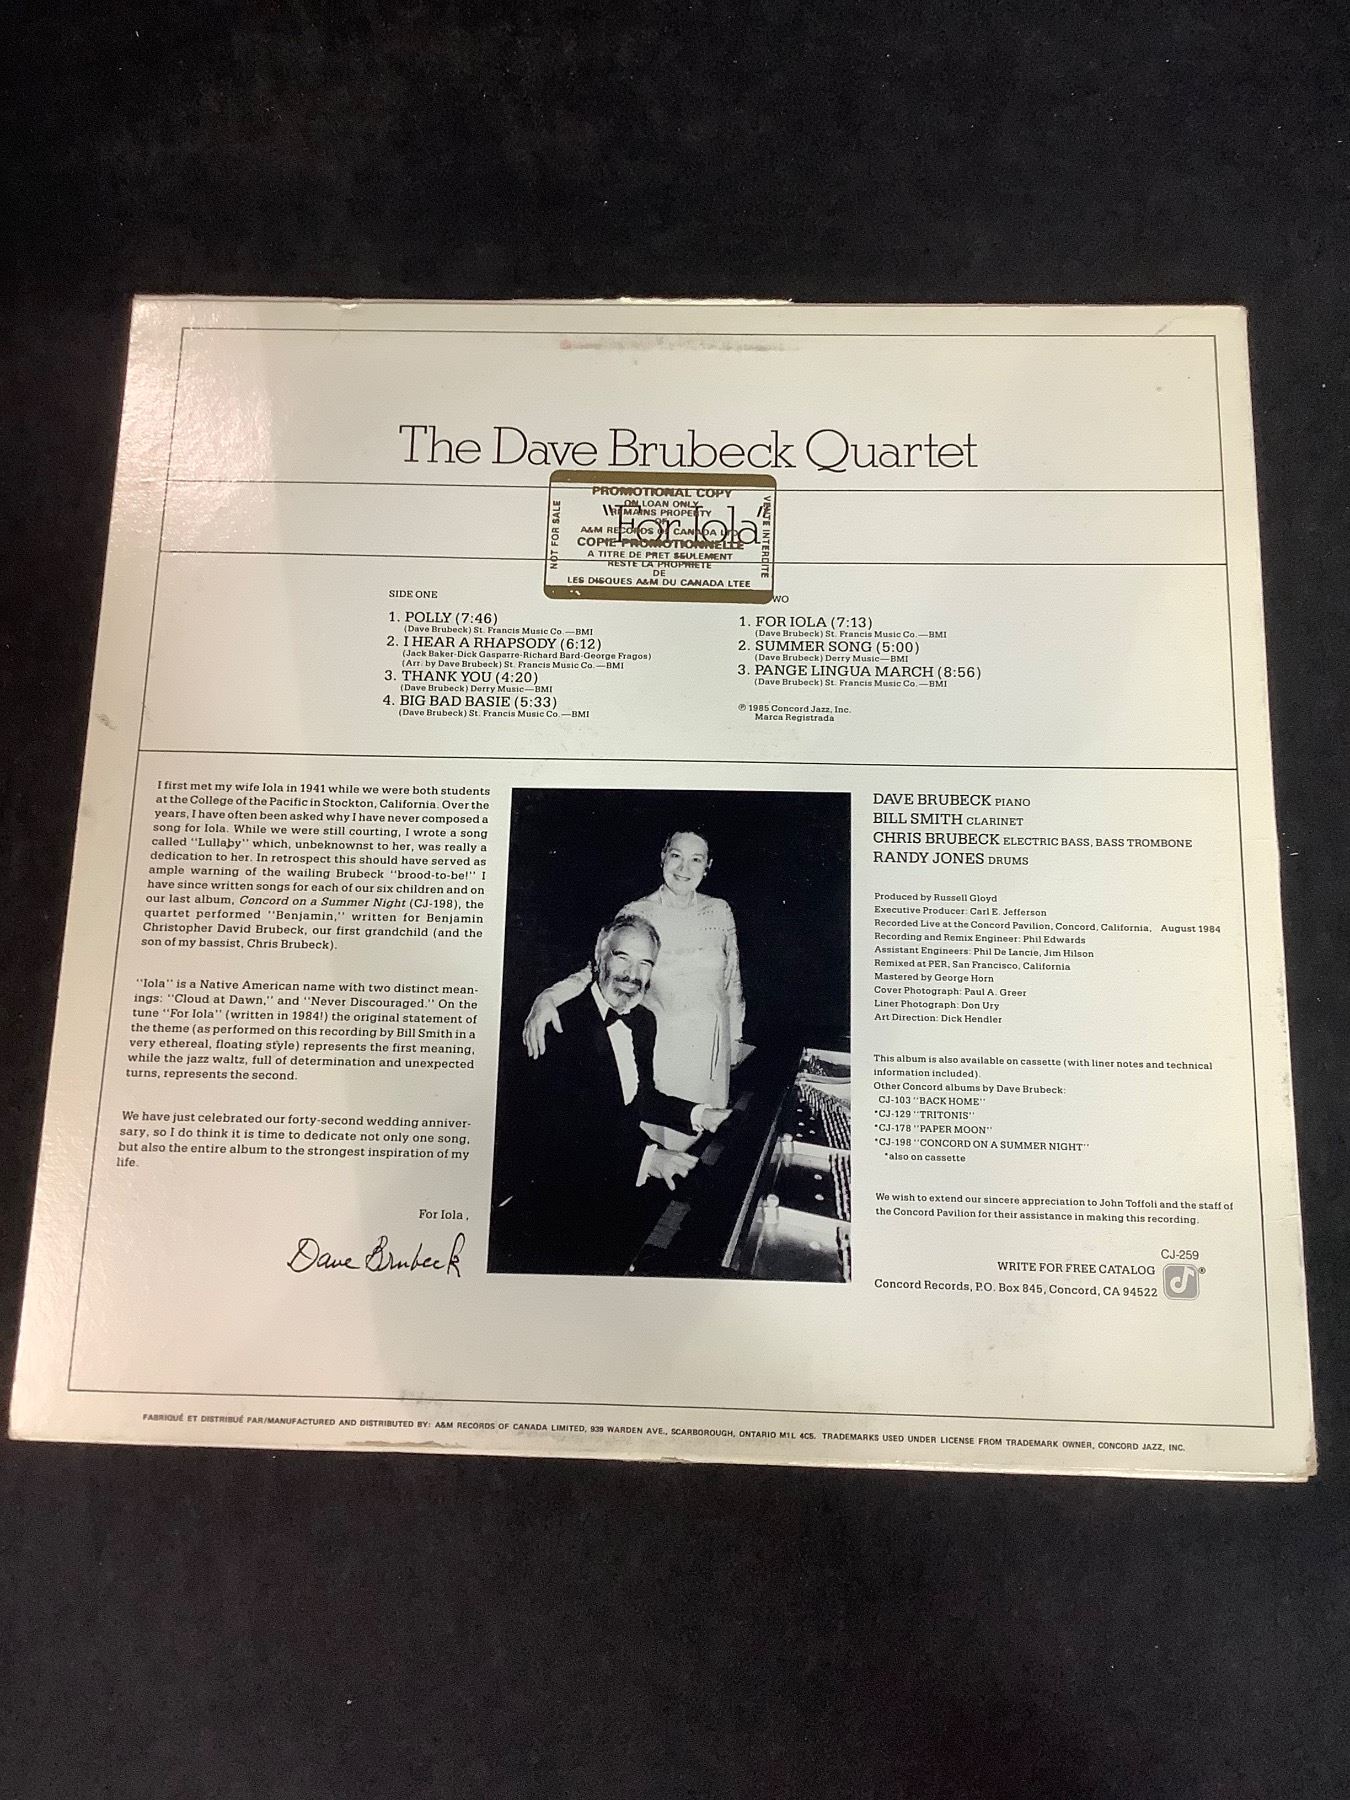 The Dave Brubeck Quartet
"For Iola"
PROMOTIONAL COPY
ON LOAN ONLY
REMAINS PROPERTY
OF
A&M RECORDS OF CANADA
COPIE PROMOTIONNELLE
A TITRE DE PRET SEULEMENT
RESTE LA PROPRIETE
DE
LES DISQUES A&M DU CANADA LTEE
NOT FOR SALE
VENTE INTERDITE
SIDE ONE
1. POLLY (7:46)
(Dave Brubeck) St. Francis Music Co.—BMI
2. I HEAR A RHAPSODY (6:12)
(Jack Baker-Dick Gasparre-Richard Bard-George Fragos)
(Arr. by Dave Brubeck) St. Francis Music Co.—BMI
3. THANK YOU (4:20)
(Dave Brubeck) Derry Music—BMI
4. BIG BAD BASIE (5:33)
(Dave Brubeck) St. Francis Music Co.—BMI
WO
1. FOR IOLA (7:13)
(Dave Brubeck) St. Francis Music Co.—BMI
2. SUMMER SONG (5:00)
(Dave Brubeck) Derry Music—BMI
3. PANGE LINGUA MARCH (8:56)
(Dave Brubeck) St. Francis Music Co.—BMI
℗ 1985 Concord Jazz, Inc.
Marca Registrada
I first met my wife Iola in 1941 while we were both students
at the College of the Pacific in Stockton, California. Over the
years, I have often been asked why I have never composed a
song for Iola. While we were still courting, I wrote a song
called "Lullaby" which, unbeknownst to her, was really a
dedication to her. In retrospect this should have served as
ample warning of the wailing Brubeck "brood-to-be!" I
have since written songs for each of our six children and on
our last album, Concord on a Summer Night (CJ-198), the
quartet performed "Benjamin," written for Benjamin
Christopher David Brubeck, our first grandchild (and the
son of my bassist, Chris Brubeck).
"Iola" is a Native American name with two distinct mean-
ings: "Cloud at Dawn," and "Never Discouraged." On the
tune "For Iola" (written in 1984!) the original statement of
the theme (as performed on this recording by Bill Smith in a
very ethereal, floating style) represents the first meaning,
while the jazz waltz, full of determination and unexpected
turns, represents the second.
We have just celebrated our forty-second wedding anniver-
sary, so I do think it is time to dedicate not only one song,
but also the entire album to the strongest inspiration of my
life.
For Iola,
Dave Brubeck
DAVE BRUBECK PIANO
BILL SMITH CLARINET
CHRIS BRUBECK ELECTRIC BASS, BASS TROMBONE
RANDY JONES DRUMS
Produced by Russell Gloyd
Executive Producer: Carl E. Jefferson
Recorded Live at the Concord Pavilion, Concord, California, August 1984
Recording and Remix Engineer: Phil Edwards
Assistant Engineers: Phil De Lancie, Jim Hilson
Remixed at PER, San Francisco, California
Mastered by George Horn
Cover Photograph: Paul A. Greer
Liner Photograph: Don Ury
Art Direction: Dick Hendler
This album is also available on cassette (with liner notes and technical
information included).
Other Concord albums by Dave Brubeck:
CJ-103 "BACK HOME"
*CJ-129 "TRITONIS"
*CJ-178 "PAPER MOON"
*CJ-198 "CONCORD ON A SUMMER NIGHT"
*also on cassette
We wish to extend our sincere appreciation to John Toffoli and the staff of
the Concord Pavilion for their assistance in making this recording.
CJ-259
WRITE FOR FREE CATALOG
Concord Records, P.O. Box 845, Concord, CA 94522
FABRIQUÉ ET DISTRIBUÉ PAR/MANUFACTURED AND DISTRIBUTED BY: A&M RECORDS OF CANADA LIMITED, 939 WARDEN AVE., SCARBOROUGH, ONTARIO M1L 4C5. TRADEMARKS USED UNDER LICENSE FROM TRADEMARK OWNER, CONCORD JAZZ, INC.